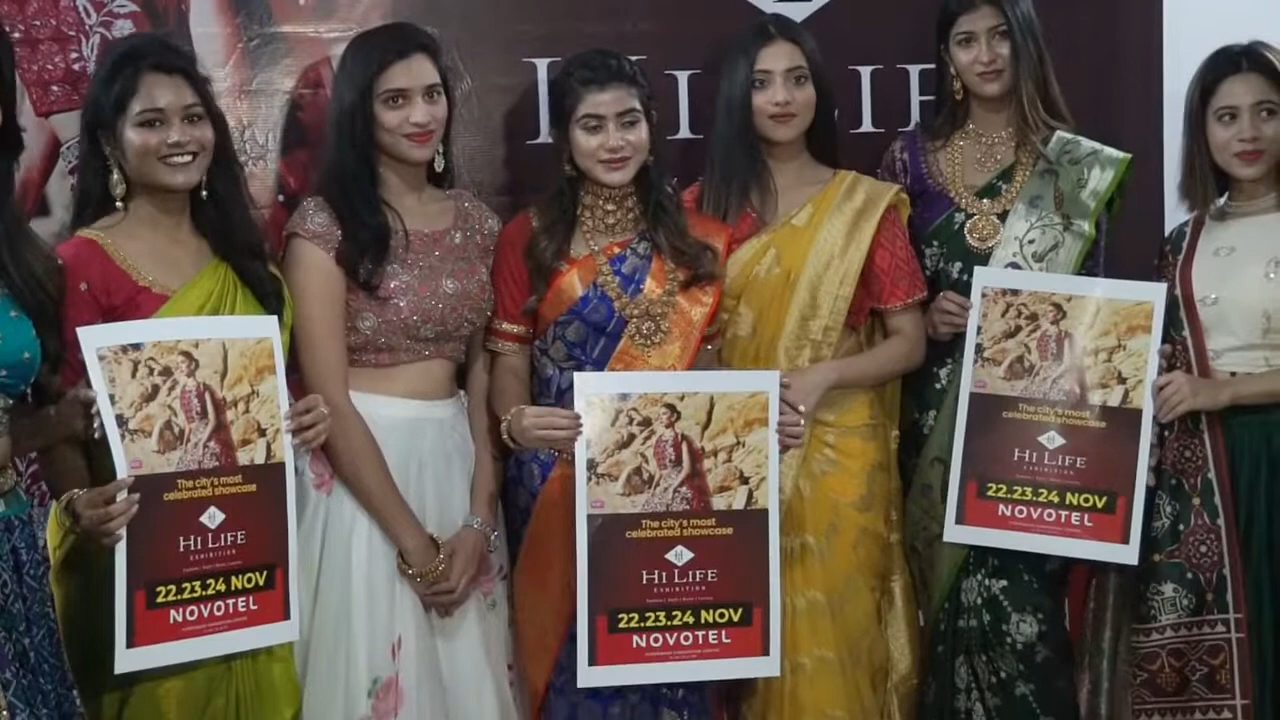 HI LIF
The city's most
celebrated showcase
HI LIFE
EXHIBITION
22.23.24 NOV
NOVOTEL
The city's most
celebrated showcase
HI LIFE
EXHIBITION
22.23.24 NOV
NOVOTEL
The city's most
celebrated showcase
HI LIFE
EXHIBITION
22.23.24 NOV
NOVOTEL